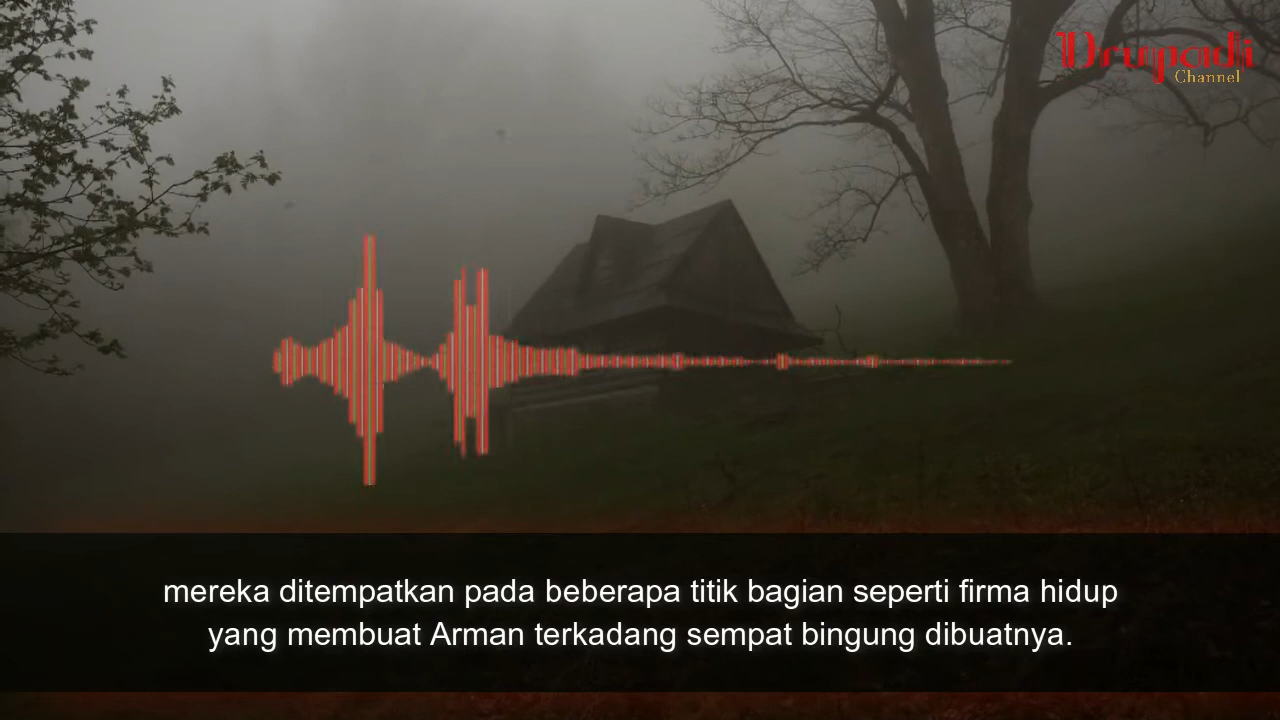 Drupadi
Channel
mereka ditempatkan pada beberapa titik bagian seperti firma hidup
yang membuat Arman terkadang sempat bingung dibuatnya.